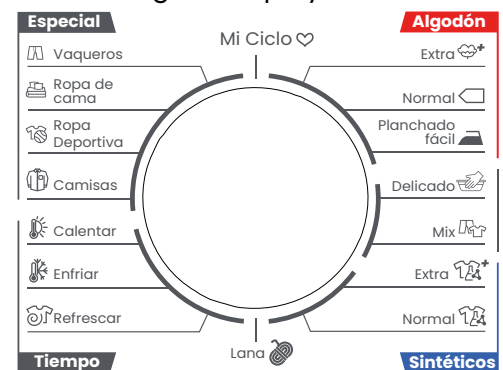 Especial
Vaqueros
Ropa de
cama
Ropa
Deportiva
Camisas
Calentar
Enfriar
Refrescar
Tiempo
Mi Ciclo
Lana
Algodón
Extra
Normal
Planchado
fácil
Delicado
Mix
Extra
Normal
Sintéticos